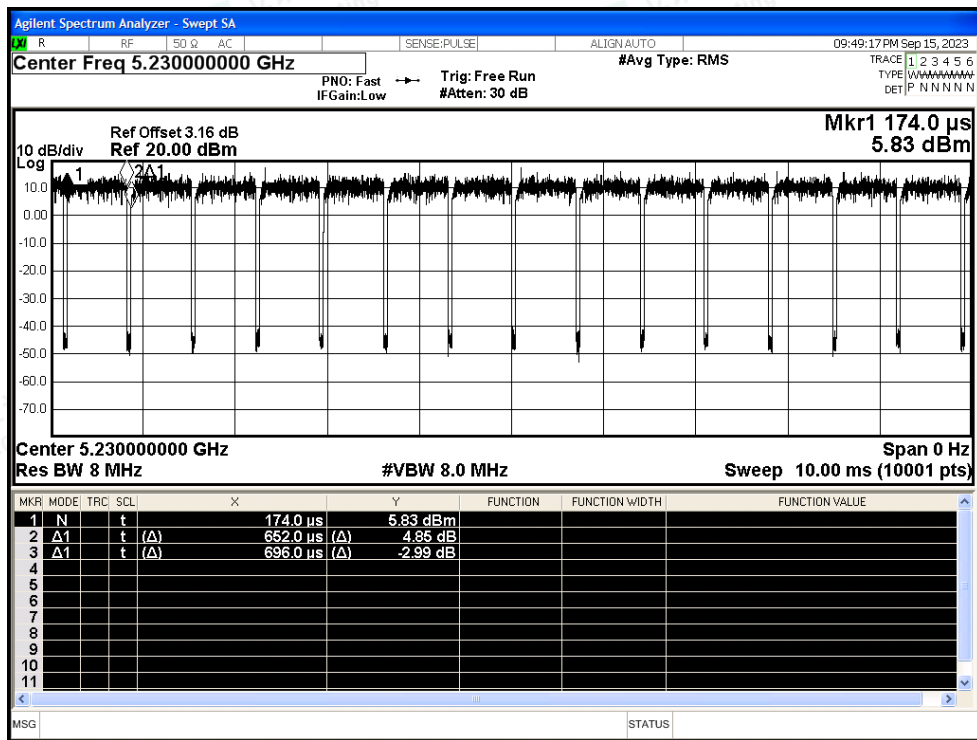 Agilent Spectrum Analyzer - Swept SA
LXI R RF 50 Ω AC SENSE:PULSE ALIGN AUTO 09:49:17 PM Sep 15, 2023
Center Freq 5.230000000 GHz #Avg Type: RMS TRACE 1 2 3 4 5 6
PNO: Fast Trig: Free Run TYPE WWWWWW
IFGain:Low #Atten: 30 dB DET P N N N N N
Mkr1 174.0 µs
Ref Offset 3.16 dB
10 dB/div Ref 20.00 dBm 5.83 dBm
Log
1 2Δ1
10.0
0.00
-10.0
-20.0
-30.0
-40.0
-50.0
-60.0
-70.0
Center 5.230000000 GHz Span 0 Hz
Res BW 8 MHz #VBW 8.0 MHz Sweep 10.00 ms (10001 pts)
MKR MODE TRC SCL X Y FUNCTION FUNCTION WIDTH FUNCTION VALUE
1 N t 174.0 µs 5.83 dBm
2 Δ1 t (Δ) 652.0 µs (Δ) 4.85 dB
3 Δ1 t (Δ) 696.0 µs (Δ) -2.99 dB
4
5
6
7
8
9
10
11
MSG STATUS